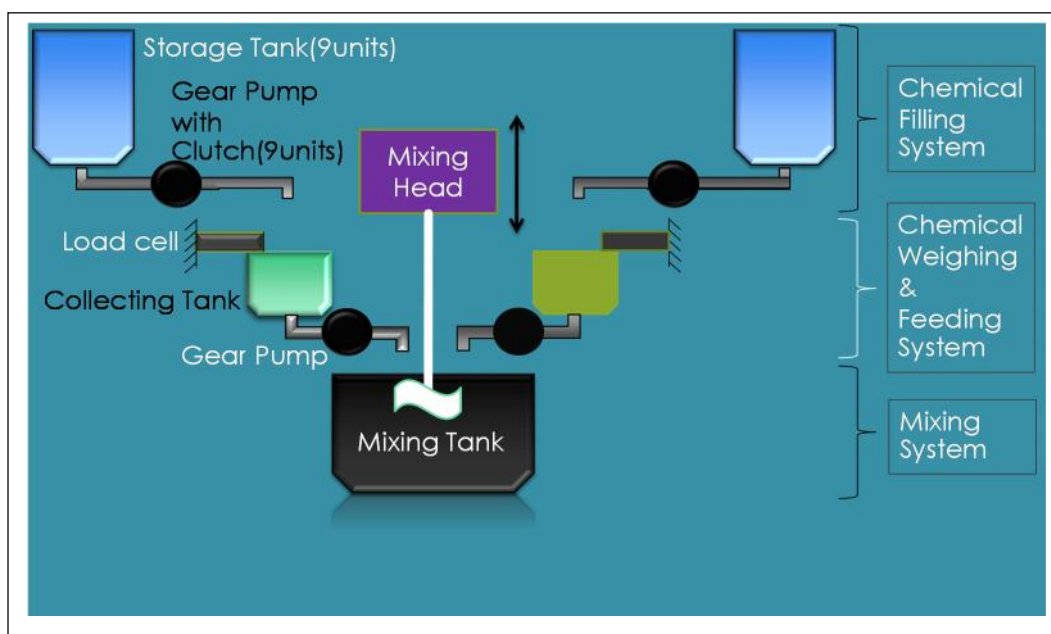 Storage Tank(9units)
Gear Pump
with
Clutch(9units)
Mixing
Head
Load cell
Collecting Tank
Gear Pump
Mixing Tank
Chemical
Filling
System
Chemical
Weighing
&
Feeding
System
Mixing
System